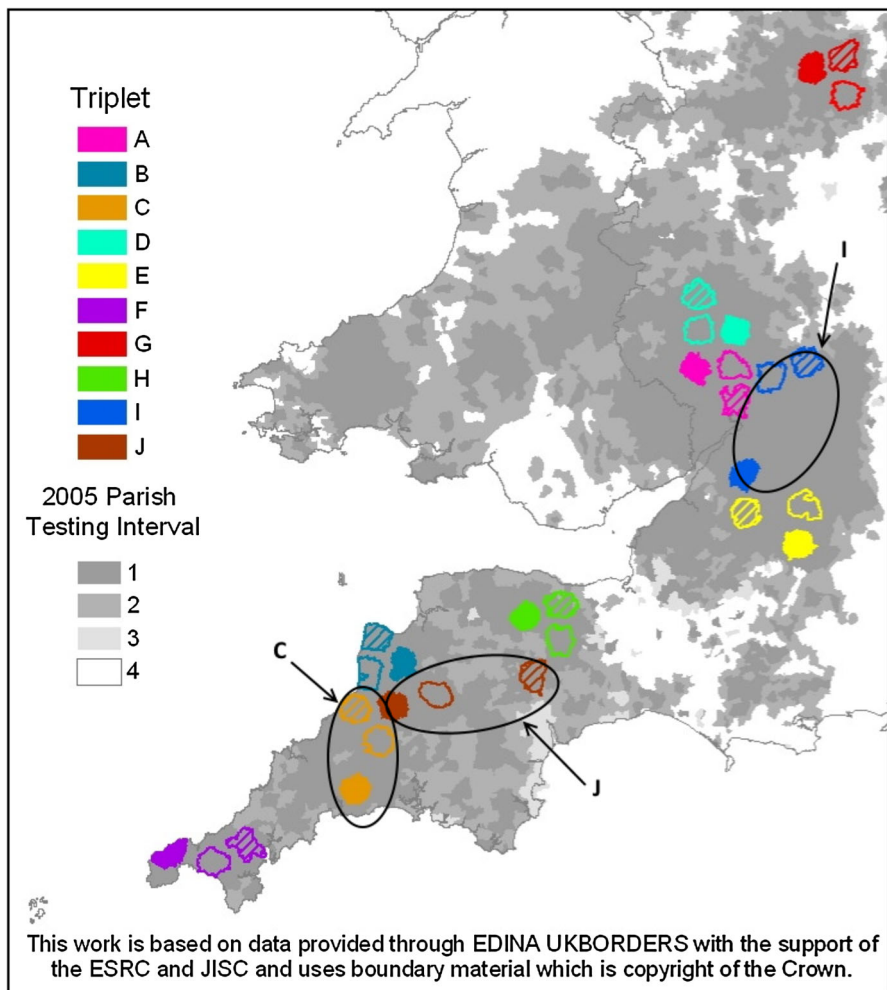 Triplet
A
B
C
D
E
F
G
H
I
J
2005 Parish
Testing Interval
1
2
3
4
I
C
J
This work is based on data provided through EDINA UKBORDERS with the support of
the ESRC and JISC and uses boundary material which is copyright of the Crown.